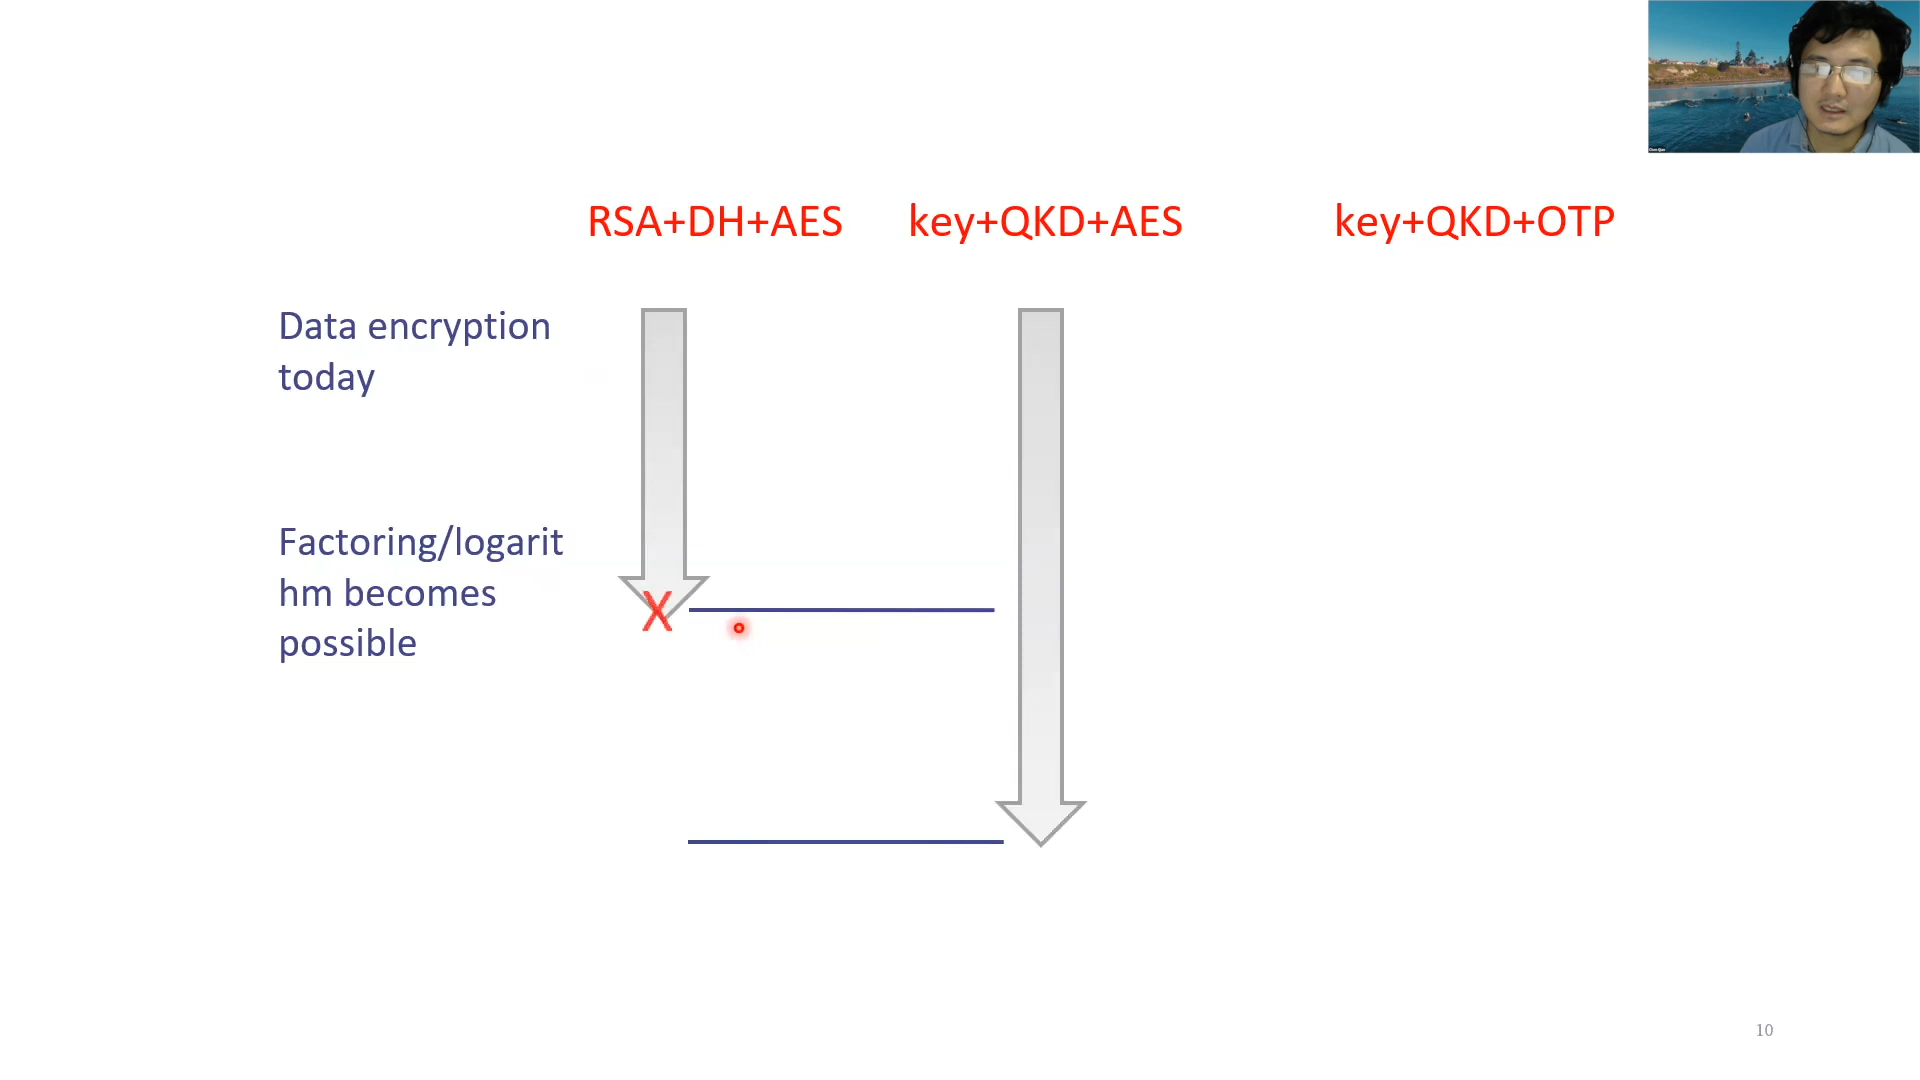 RSA+DH+AES
key+QKD+AES
key+QKD+OTP
Data encryption
today
Factoring/logarit
hm becomes
possible
X
10